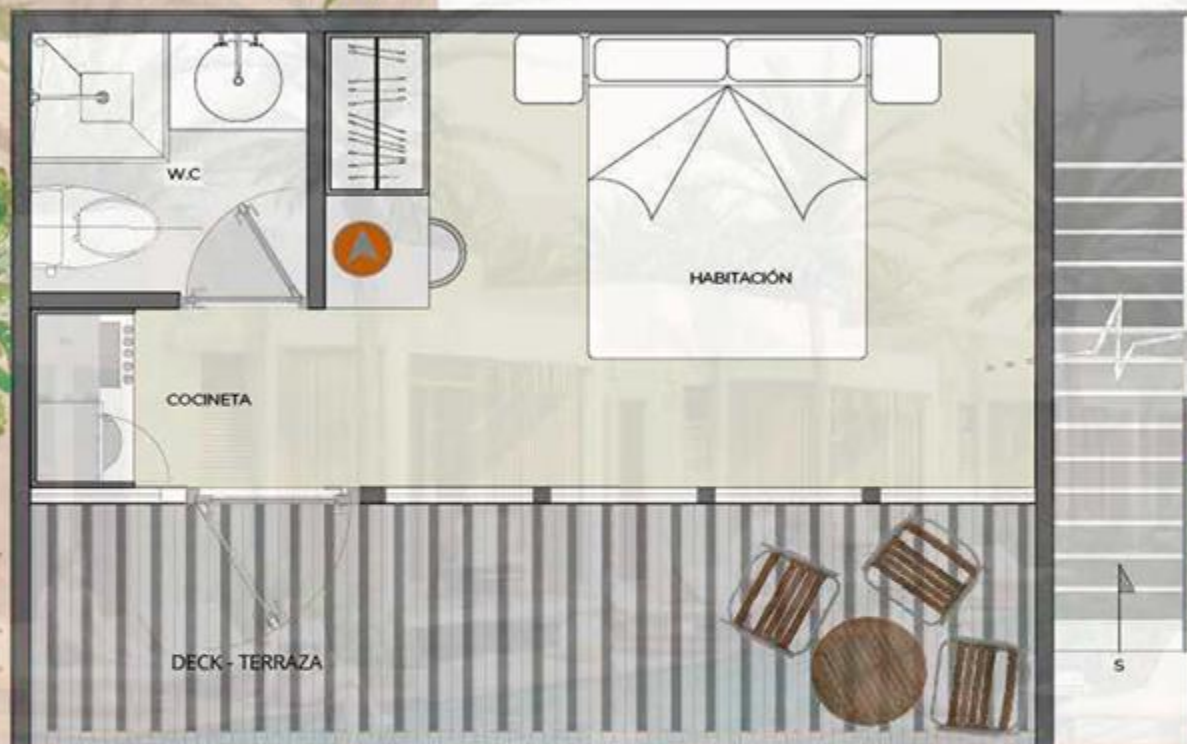 W.C
HABITACIÓN
COCINETA
DECK - TERRAZA
S